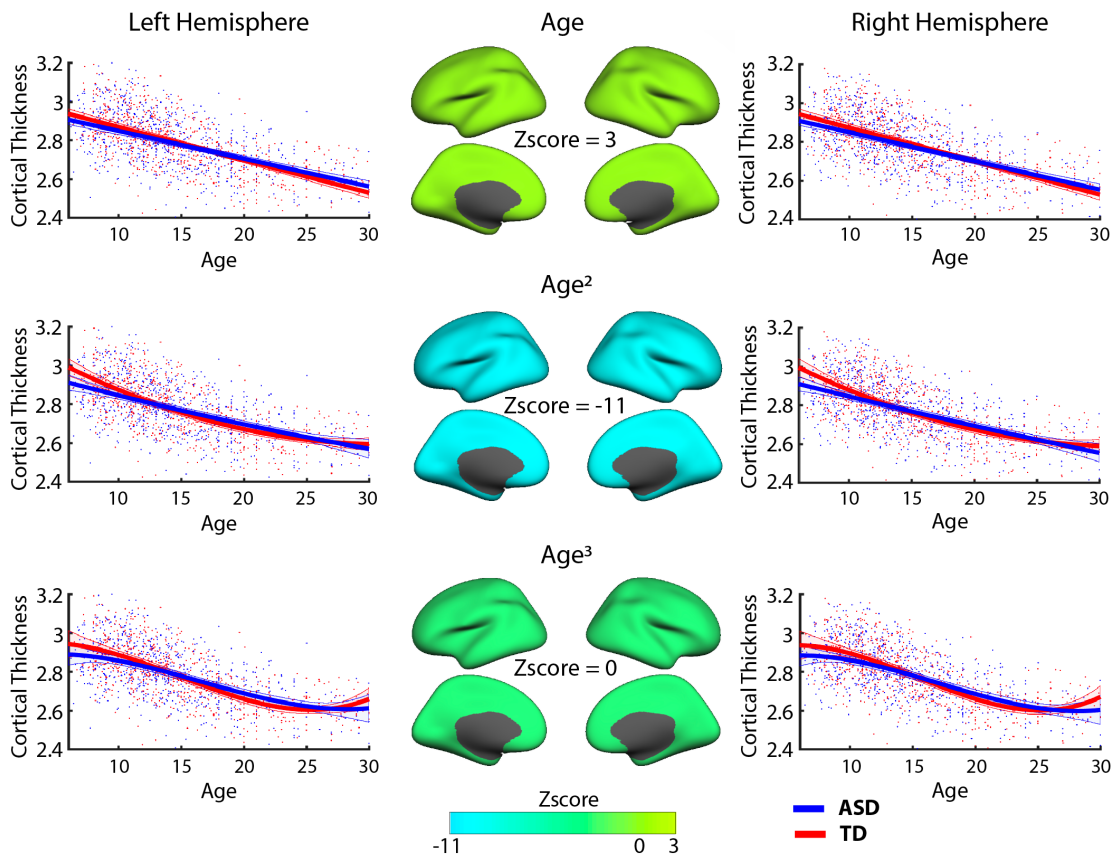 Left Hemisphere
Age
Right Hemisphere
Cortical Thickness
3.2
3
2.8
2.6
2.4
10 15 20 25 30
Age
Zscore = 3
Cortical Thickness
3.2
3
2.8
2.6
2.4
10 15 20 25 30
Age
Age²
Cortical Thickness
3.2
3
2.8
2.6
2.4
10 15 20 25 30
Age
Zscore = -11
Cortical Thickness
3.2
3
2.8
2.6
2.4
10 15 20 25 30
Age
Age³
Cortical Thickness
3.2
3
2.8
2.6
2.4
10 15 20 25 30
Age
Zscore = 0
Cortical Thickness
3.2
3
2.8
2.6
2.4
10 15 20 25 30
Age
Zscore
-11 0 3
ASD
TD